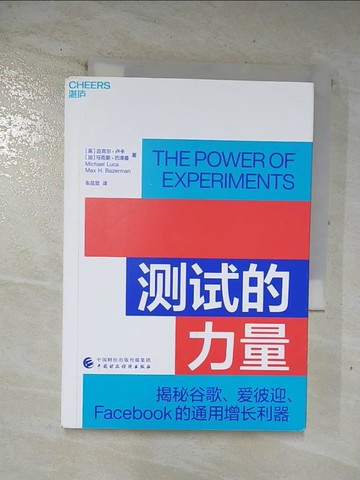 CHEERS
湛庐
[美] 迈克尔·卢卡
[加] 马克斯·巴泽曼 著
Michael Luca
Max H. Bazerman
THE POWER OF
EXPERIMENTS
测试的
力量
中国财经出版传媒集团
中国财政经济出版社
揭秘谷歌、爱彼迎、
Facebook的通用增长利器